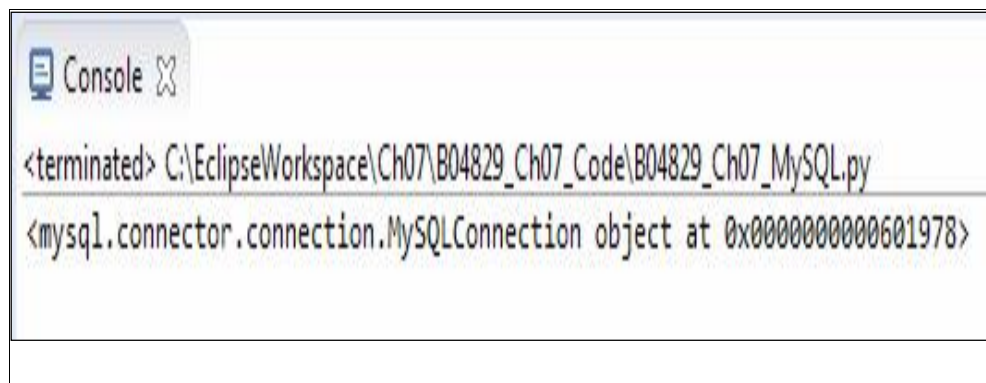 Console
<terminated> C:\EclipseWorkspace\Ch07\B04829_Ch07_Code\B04829_Ch07_MySQL.py
<mysql.connector.connection.MySQLConnection object at 0x0000000000601978>